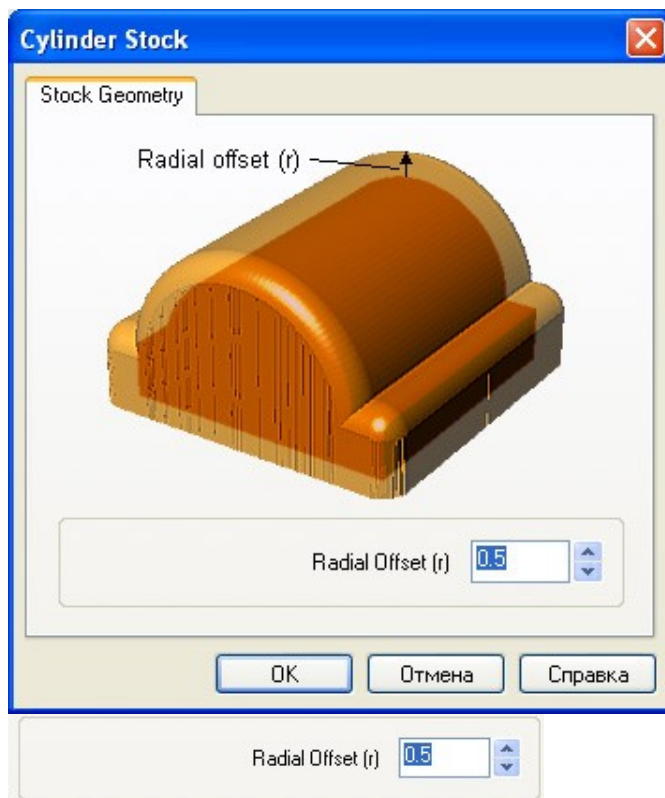 Cylinder Stock
Stock Geometry
Radial offset (r)
Radial Offset (r) 0.5
OK Отмена Справка
Radial Offset (r) 0.5